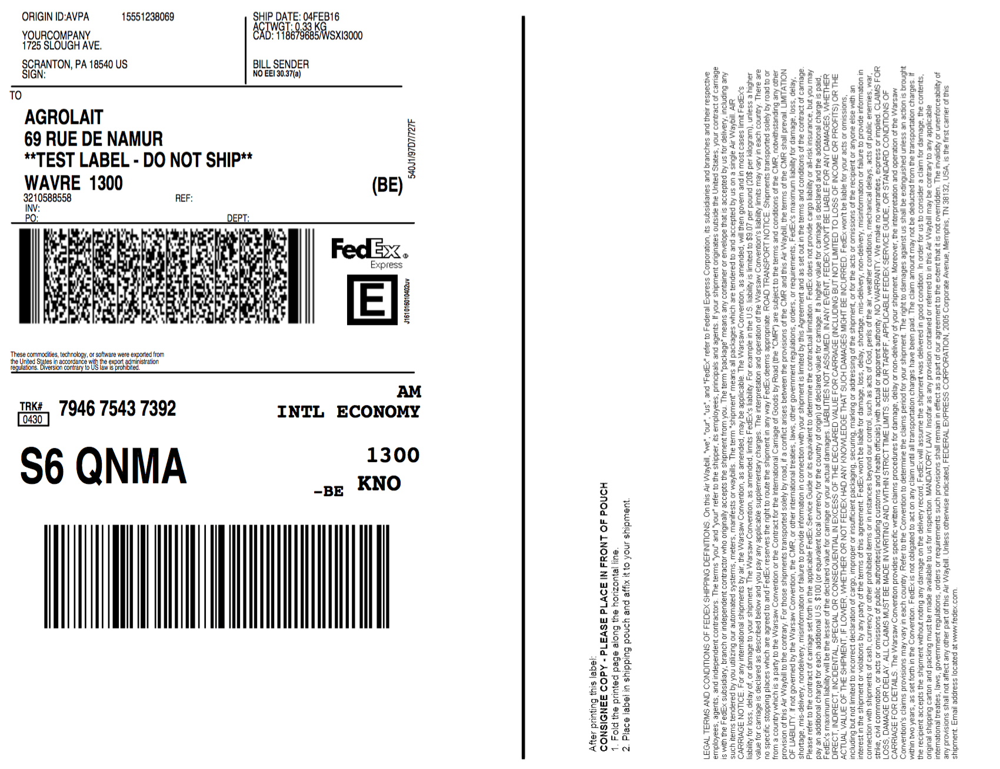 ORIGIN ID:AVPA 15551238069
YOURCOMPANY
1725 SLOUGH AVE.
SCRANTON, PA 18540 US
SIGN:
SHIP DATE: 04FEB16
ACTWGT: 0.33 KG
CAD: 118679685/WSXI3000
BILL SENDER
NO EEI 30.37(a)
TO
AGROLAIT
69 RUE DE NAMUR
**TEST LABEL - DO NOT SHIP**
WAVRE 1300 (BE)
3210588558 REF:
INV:
PO: DEPT:
540J1/97D7/727F
FedEx®
Express
E
J161016010402uv
These commodities, technology, or software were exported from
the United States in accordance with the export administration
regulations. Diversion contrary to US law is prohibited.
AM
TRK# 7946 7543 7392 INTL ECONOMY
0430
S6 QNMA 1300
-BE KNO
After printing this label:
CONSIGNEE COPY - PLEASE PLACE IN FRONT OF POUCH
1. Fold the printed page along the horizontal line.
2. Place label in shipping pouch and affix it to your shipment.
LEGAL TERMS AND CONDITIONS OF FEDEX SHIPPING DEFINITIONS. On this Air Waybill, "we", "our", "us", and "FedEx" refer to Federal Express Corporation, its subsidiaries and branches and their respective
employees, agents, and independent contractors. The terms "you" and "your" refer to the shipper, its employees, principals and agents. If your shipment originates outside the United States, your contract of carriage
is with the FedEx subsidiary, branch or independent contractor who originally accepts the shipment from you. The term "package" means any container or envelope that is accepted by us for delivery, including any
such items tendered by you utilizing our automated systems, meters, manifests or waybills. The term "shipment" means all packages which are tendered to and accepted by us on a single Air Waybill. AIR
CARRIAGE NOTICE. For any international shipments by air, the Warsaw Convention, as amended, may be applicable. The Warsaw Convention, as amended, will then govern and in most cases limit FedEx's
liability for loss, delay of, or damage to your shipment. The Warsaw Convention, as amended, limits FedEx's liability. For example in the U.S. liability is limited to $9.07 per pound (20$ per kilogram), unless a higher
value for carriage is declared as described below and you pay any applicable supplementary charges. The interpretation and operation of the Warsaw Convention's liability limits may vary in each country. There are
no specific stopping places which are agreed to and FedEx reserves the right to route the shipment in any way FedEx deems appropriate. ROAD TRANSPORT NOTICE. Shipments transported solely by road to or
from a country which is a party to the Warsaw Convention or the Contract for the International Carriage of Goods by Road (the "CMR") are subject to the terms and conditions of the CMR, notwithstanding any other
provision of this Air Waybill to the contrary. For those shipments transported solely by road, if a conflict arises between the provisions of the CMR and this Air Waybill, the terms of the CMR shall prevail. LIMITATION
OF LIABILITY. If not governed by the Warsaw Convention, the CMR, or other international treaties, laws, other government regulations, orders, or requirements, FedEx's maximum liability for damage, loss, delay,
shortage, mis-delivery, nondelivery, misinformation or failure to provide information in connection with your shipment is limited by this Agreement and as set out in the terms and conditions of the contract of carriage.
Please refer to the contract of carriage set forth in the applicable FedEx Service Guide or its equivalent to determine the contractual limitation. FedEx does not provide cargo liability or all-risk insurance, but you may
pay an additional charge for each additional U.S. $100 (or equivalent local currency for the country of origin) of declared value for carriage. If a higher value for carriage is declared and the additional charge is paid,
FedEx's maximum liability will be the lesser of the declared value for carriage or your actual damages. LIABILITIES NOT ASSUMED. IN ANY EVENT, FEDEX WON'T BE LIABLE FOR ANY DAMAGES, WHETHER
DIRECT, INDIRECT, INCIDENTAL, SPECIAL OR CONSEQUENTIAL IN EXCESS OF THE DECLARED VALUE FOR CARRIAGE (INCLUDING BUT NOT LIMITED TO LOSS OF INCOME OR PROFITS) OR THE
ACTUAL VALUE OF THE SHIPMENT, IF LOWER, WHETHER OR NOT FEDEX HAD ANY KNOWLEDGE THAT SUCH DAMAGES MIGHT BE INCURRED. FedEx won't be liable for your acts or omissions,
including but not limited to incorrect declaration of cargo, improper or insufficient packaging, securing, marking or addressing of the shipment, or for the acts or omissions of the recipient or anyone else with an
interest in the shipment or violations by any party of the terms of this agreement. FedEx won't be liable for damage, loss, delay, shortage, mis-delivery, non-delivery, misinformation or failure to provide information in
connection with shipments of cash, currency or other prohibited items or in instances beyond our control, such as acts of God, perils of the air, weather conditions, mechanical delays, acts of public enemies, war,
strike, civil commotion, or acts or omissions of public authorities(including customs and health officials) with actual or apparent authority. NO WARRANTY. We make no warranties, express or implied. CLAIMS FOR
LOSS, DAMAGE OR DELAY. ALL CLAIMS MUST BE MADE IN WRITING AND WITHIN STRICT TIME LIMITS. SEE OUR TARIFF, APPLICABLE FEDEX SERVICE GUIDE, OR STANDARD CONDITIONS OF
CARRIAGE FOR DETAILS. The Warsaw Convention provides specific written claims procedures for damage, delay or non-delivery of your shipment. Moreover, the interpretation and operation of the Warsaw
Convention's claims provisions may vary in each country. Refer to the Convention to determine the claims period for your shipment. The right to damages against us shall be extinguished unless an action is brought
within two years, as set forth in the Convention. FedEx is not obligated to act on any claim until all transportation charges have been paid. The claim amount may not be deducted from the transportation charges. If
the recipient accepts the shipment without noting any damage on the delivery record, FedEx will assume the shipment was delivered in good condition. In order for us to consider a claim for damage, the contents,
original shipping carton and packing must be made available to us for inspection. MANDATORY LAW. Insofar as any provision contained or referred to in this Air Waybill may be contrary to any applicable
international treaties, laws, government regulations, orders or requirements such provisions shall remain in effect as a part of our agreement to the extent that it is not overridden. The invalidity or unenforceability of
any provisions shall not affect any other part of this Air Waybill. Unless otherwise indicated, FEDERAL EXPRESS CORPORATION, 2005 Corporate Avenue, Memphis, TN 38132, USA, is the first carrier of this
shipment. Email address located at www.fedex.com.